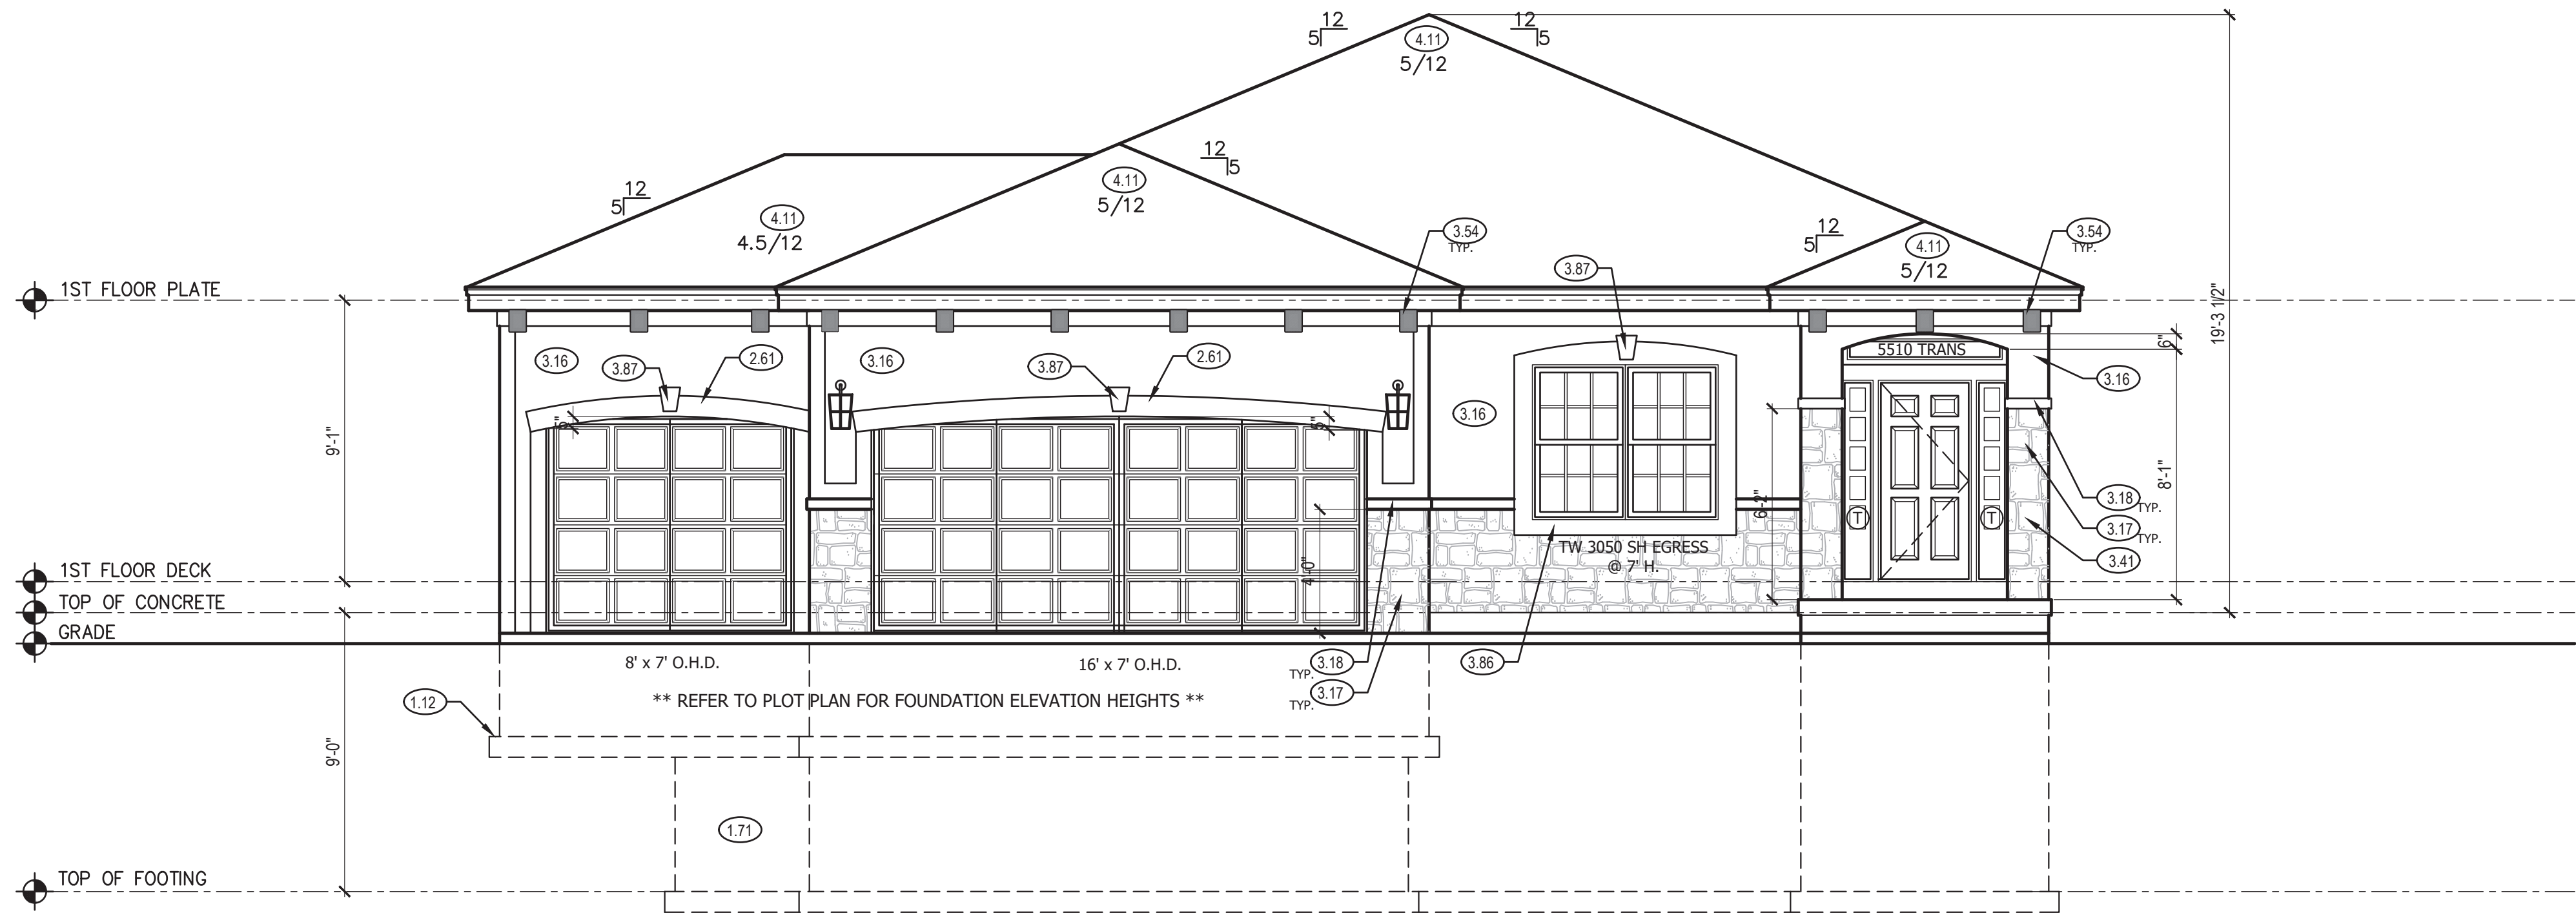 12
5
4.11
5/12
12
5
12
5
4.11
5/12
12
5
4.11
4.5/12
3.54
TYP.
3.87
12
5
4.11
5/12
3.54
TYP.
19'-3 1/2"
1ST FLOOR PLATE
9'-1"
3.16
3.87
2.61
3.16
3.87
2.61
3.16
5510 TRANS
6"
3.16
6"
6"
8'-1"
6'-2"
4'-0"
3.18
TYP.
3.17
TYP.
3.41
T
T
TW 3050 SH EGRESS
@ 7' H.
1ST FLOOR DECK
TOP OF CONCRETE
GRADE
8' x 7' O.H.D.
16' x 7' O.H.D.
3.18
TYP.
3.86
3.17
TYP.
1.12
** REFER TO PLOT PLAN FOR FOUNDATION ELEVATION HEIGHTS **
9'-0"
1.71
TOP OF FOOTING